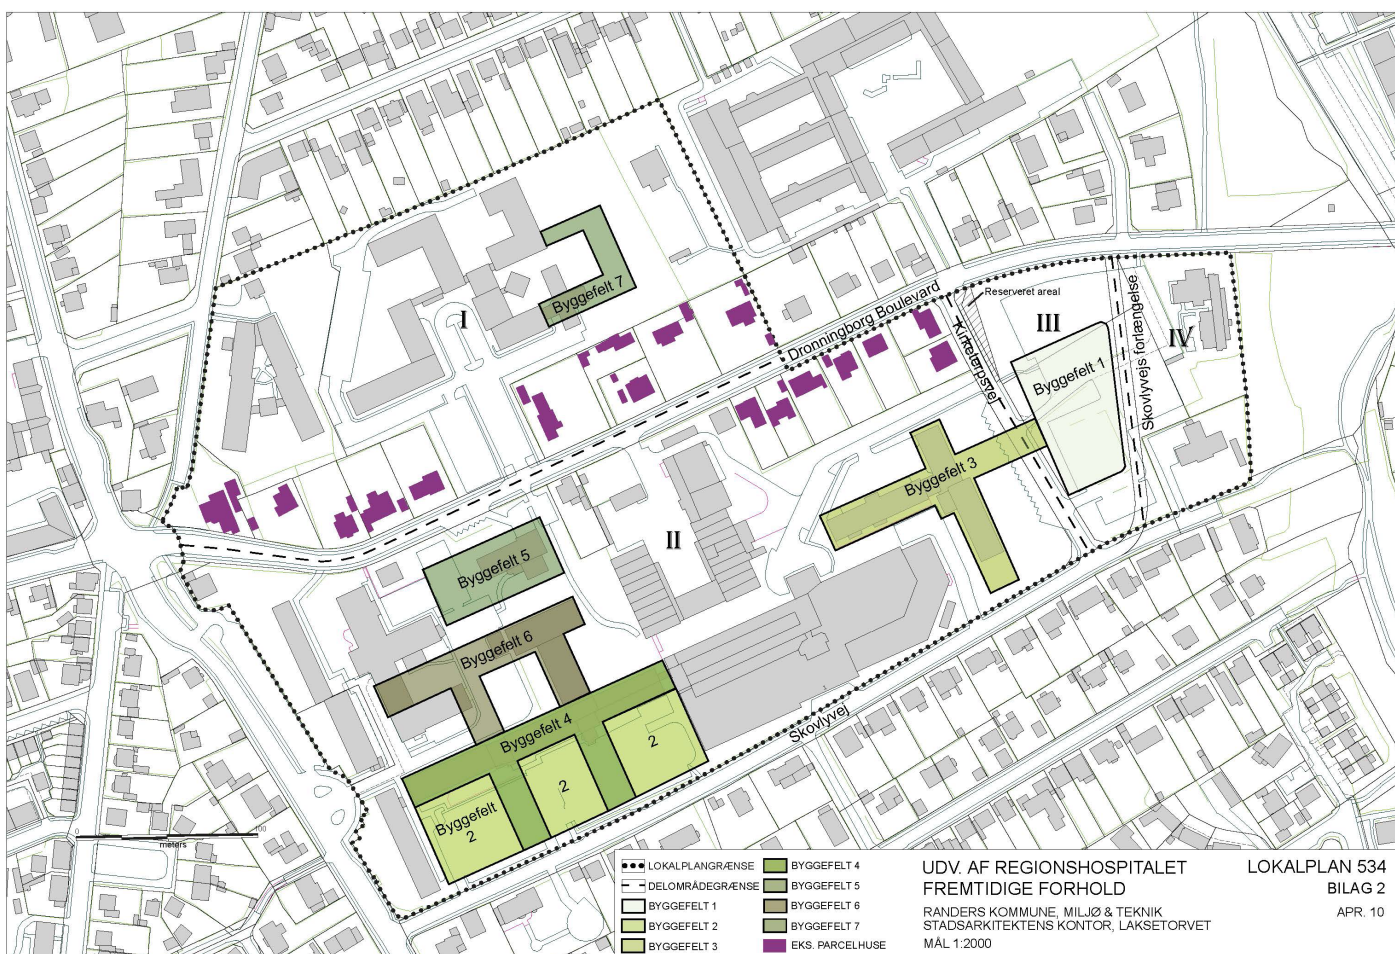 I
Byggefelt 7
Dronningborg Boulevard
Reserveret areal
III
Kirketerpsvej
Skovlyvejs forlængelse
IV
Byggefelt 1
Byggefelt 3
II
Byggefelt 5
Byggefelt 6
Byggefelt 4
Skovlyvej
2
2
Byggefelt
2
0
100
meters
LOKALPLANGRÆNSE
DELOMRÅDEGRÆNSE
BYGGEFELT 1
BYGGEFELT 2
BYGGEFELT 3
BYGGEFELT 4
BYGGEFELT 5
BYGGEFELT 6
BYGGEFELT 7
EKS. PARCELHUSE
UDV. AF REGIONSHOSPITALET
FREMTIDIGE FORHOLD
RANDERS KOMMUNE, MILJØ & TEKNIK
STADSARKITEKTENS KONTOR, LAKSETORVET
MÅL 1:2000
LOKALPLAN 534
BILAG 2
APR. 10